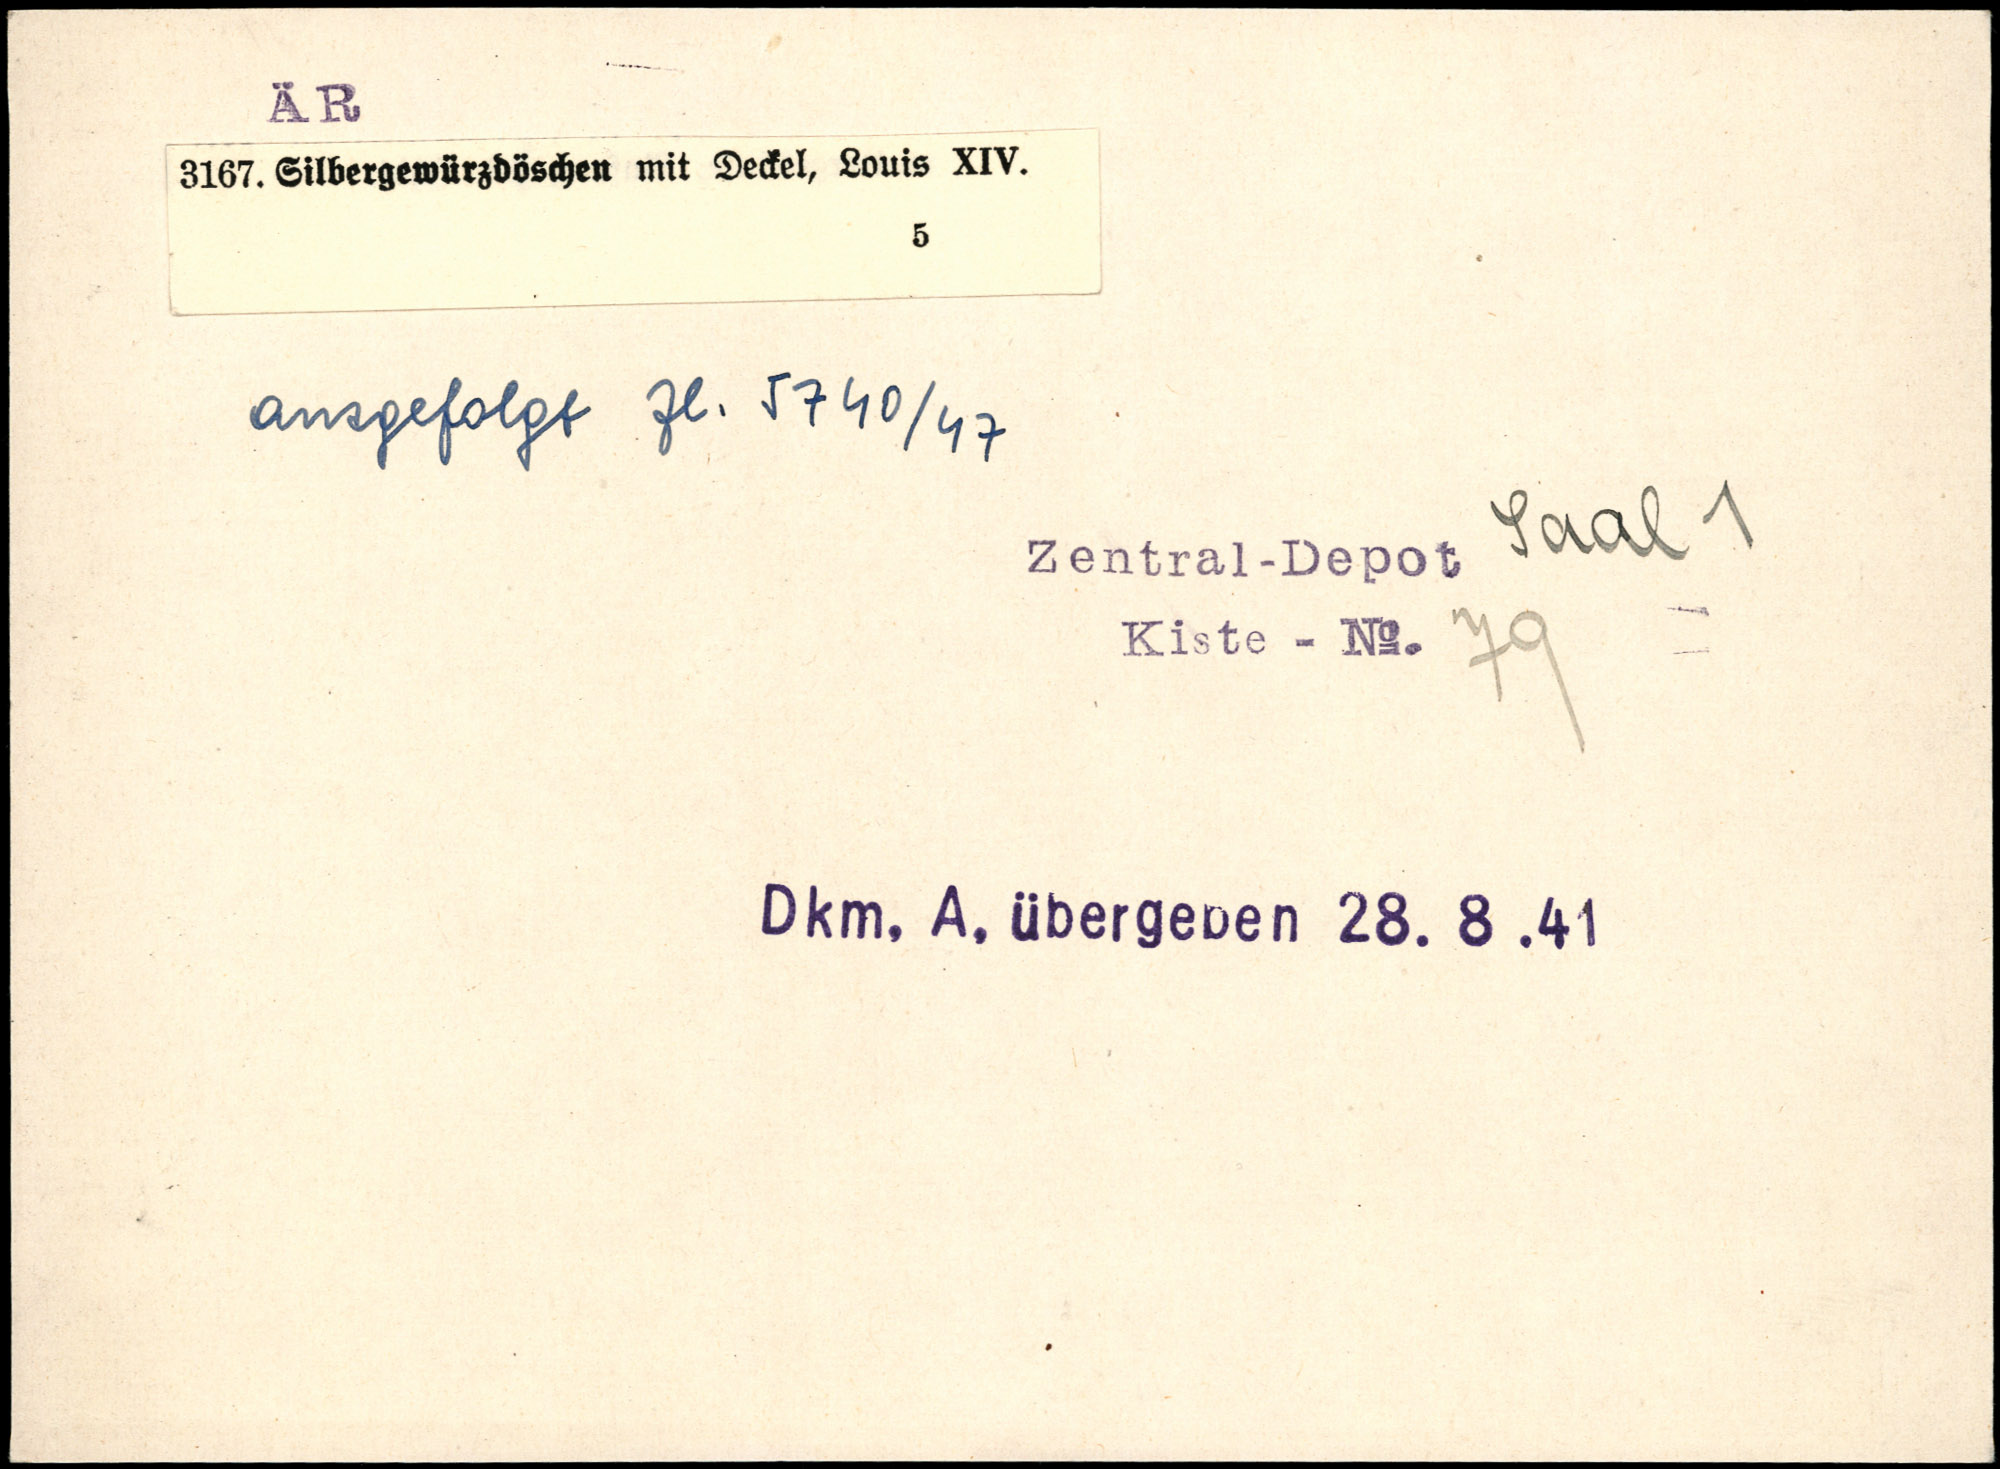 ÄR
3167. Silbergewürzdöschen mit Deckel, Louis XIV.
5
ausgefolgt Zl. 5740/47
Zentral-Depot Saal 1
Kiste - №. 79
Dkm. A. übergeben 28. 8 .41